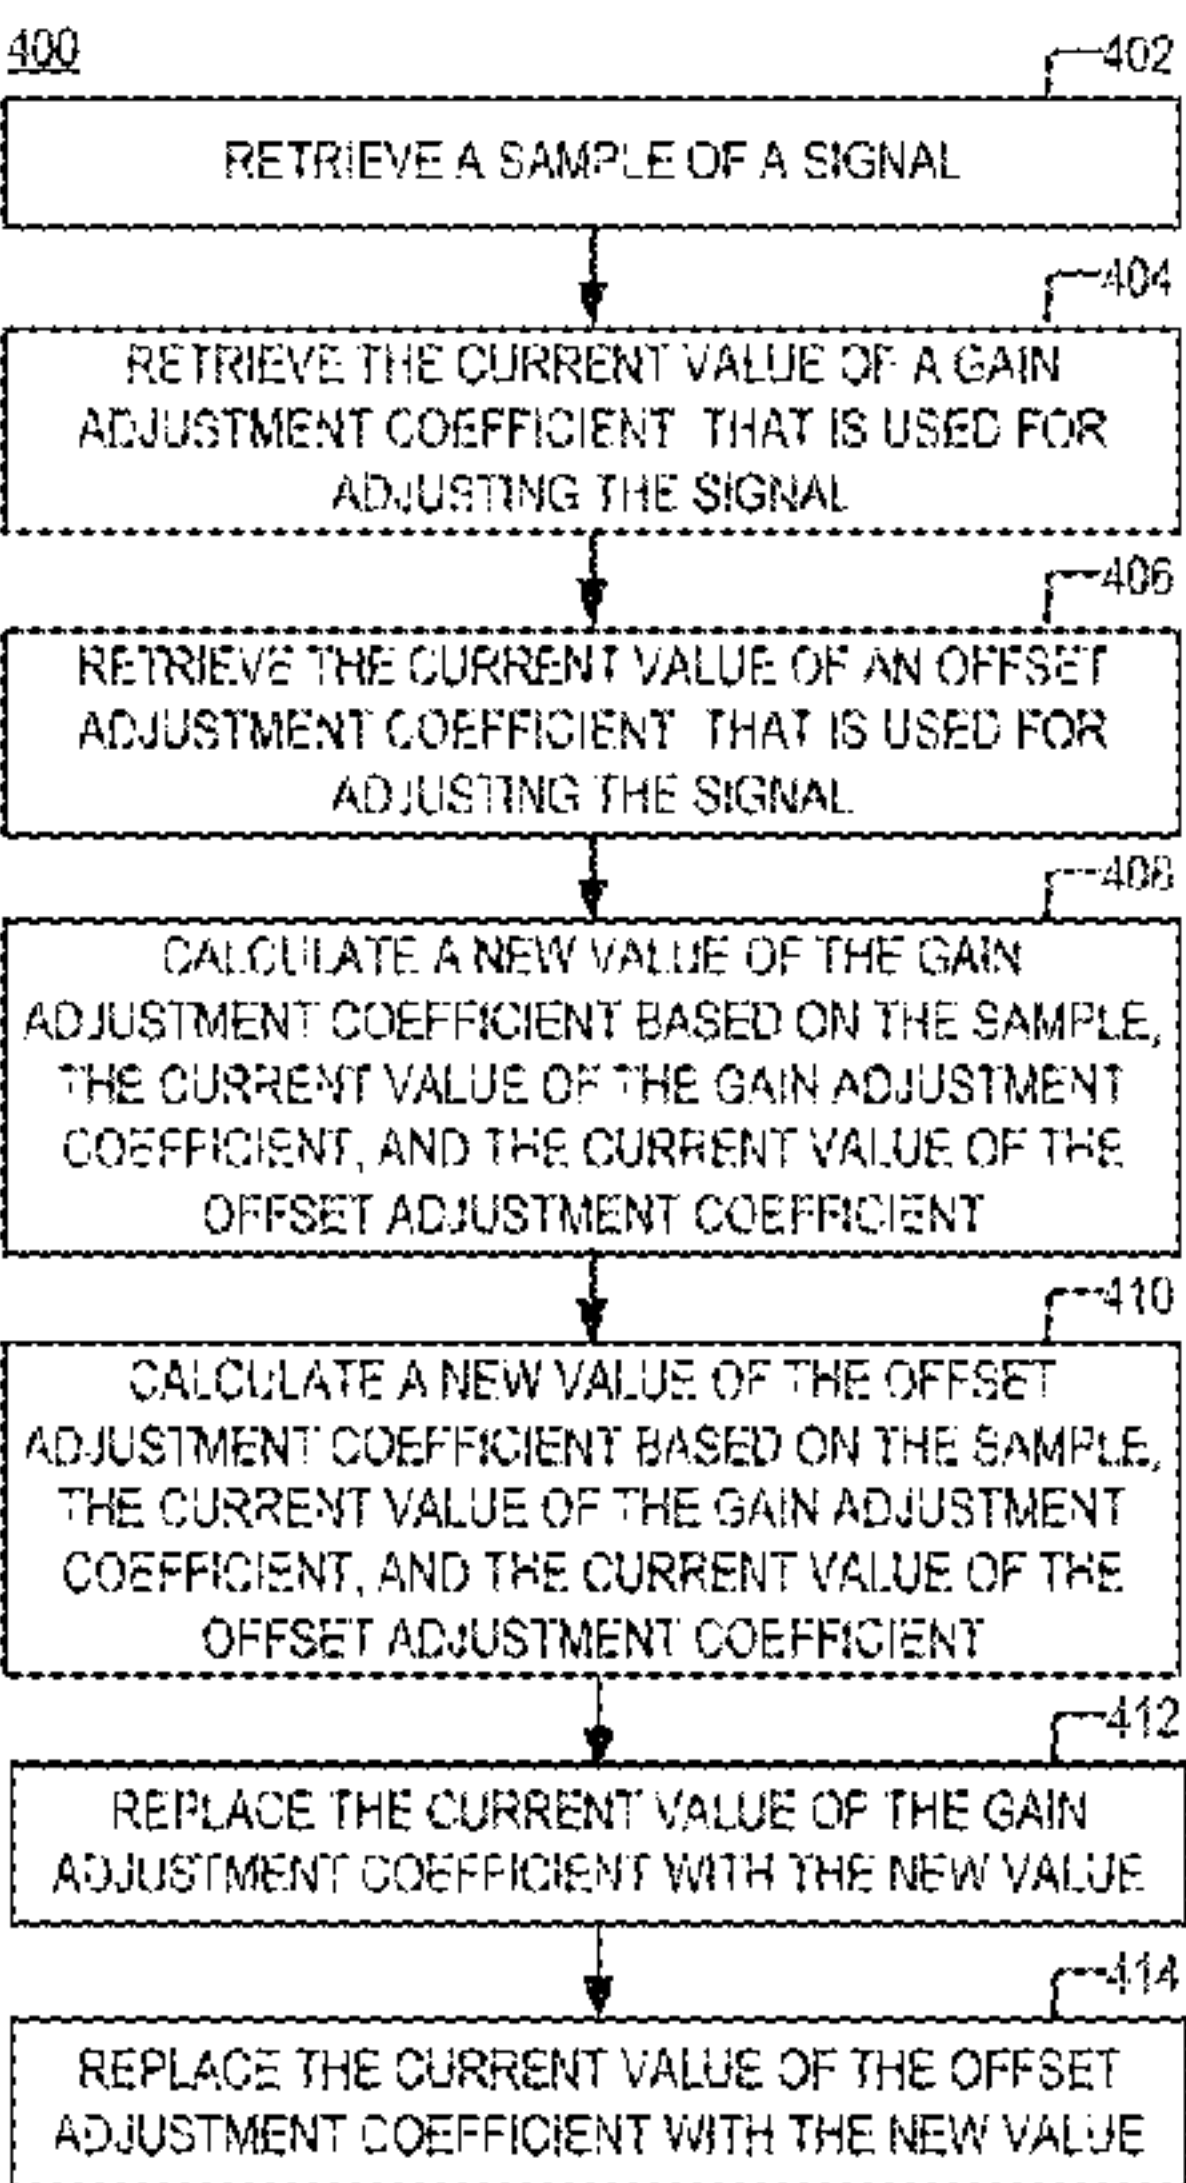 400
402
RETRIEVE A SAMPLE OF A SIGNAL
404
RETRIEVE THE CURRENT VALUE OF A GAIN
ADJUSTMENT COEFFICIENT THAT IS USED FOR
ADJUSTING THE SIGNAL
406
RETRIEVE THE CURRENT VALUE OF AN OFFSET
ADJUSTMENT COEFFICIENT THAT IS USED FOR
ADJUSTING THE SIGNAL
408
CALCULATE A NEW VALUE OF THE GAIN
ADJUSTMENT COEFFICIENT BASED ON THE SAMPLE,
THE CURRENT VALUE OF THE GAIN ADJUSTMENT
COEFFICIENT, AND THE CURRENT VALUE OF THE
OFFSET ADJUSTMENT COEFFICIENT
410
CALCULATE A NEW VALUE OF THE OFFSET
ADJUSTMENT COEFFICIENT BASED ON THE SAMPLE,
THE CURRENT VALUE OF THE GAIN ADJUSTMENT
COEFFICIENT, AND THE CURRENT VALUE OF THE
OFFSET ADJUSTMENT COEFFICIENT
412
REPLACE THE CURRENT VALUE OF THE GAIN
ADJUSTMENT COEFFICIENT WITH THE NEW VALUE
414
REPLACE THE CURRENT VALUE OF THE OFFSET
ADJUSTMENT COEFFICIENT WITH THE NEW VALUE